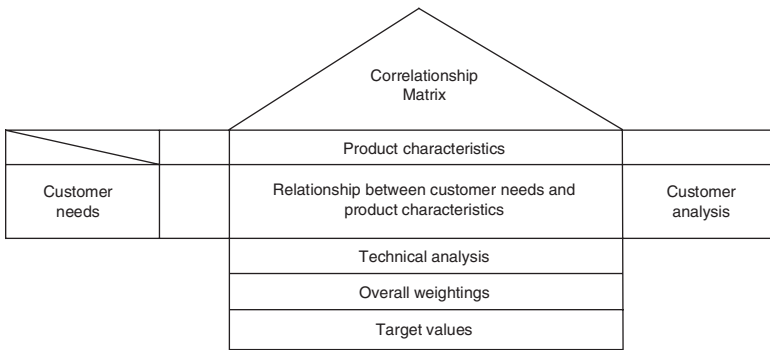 Correlationship
Matrix
Product characteristics
Customer
needs
Relationship between customer needs and
product characteristics
Customer
analysis
Technical analysis
Overall weightings
Target values